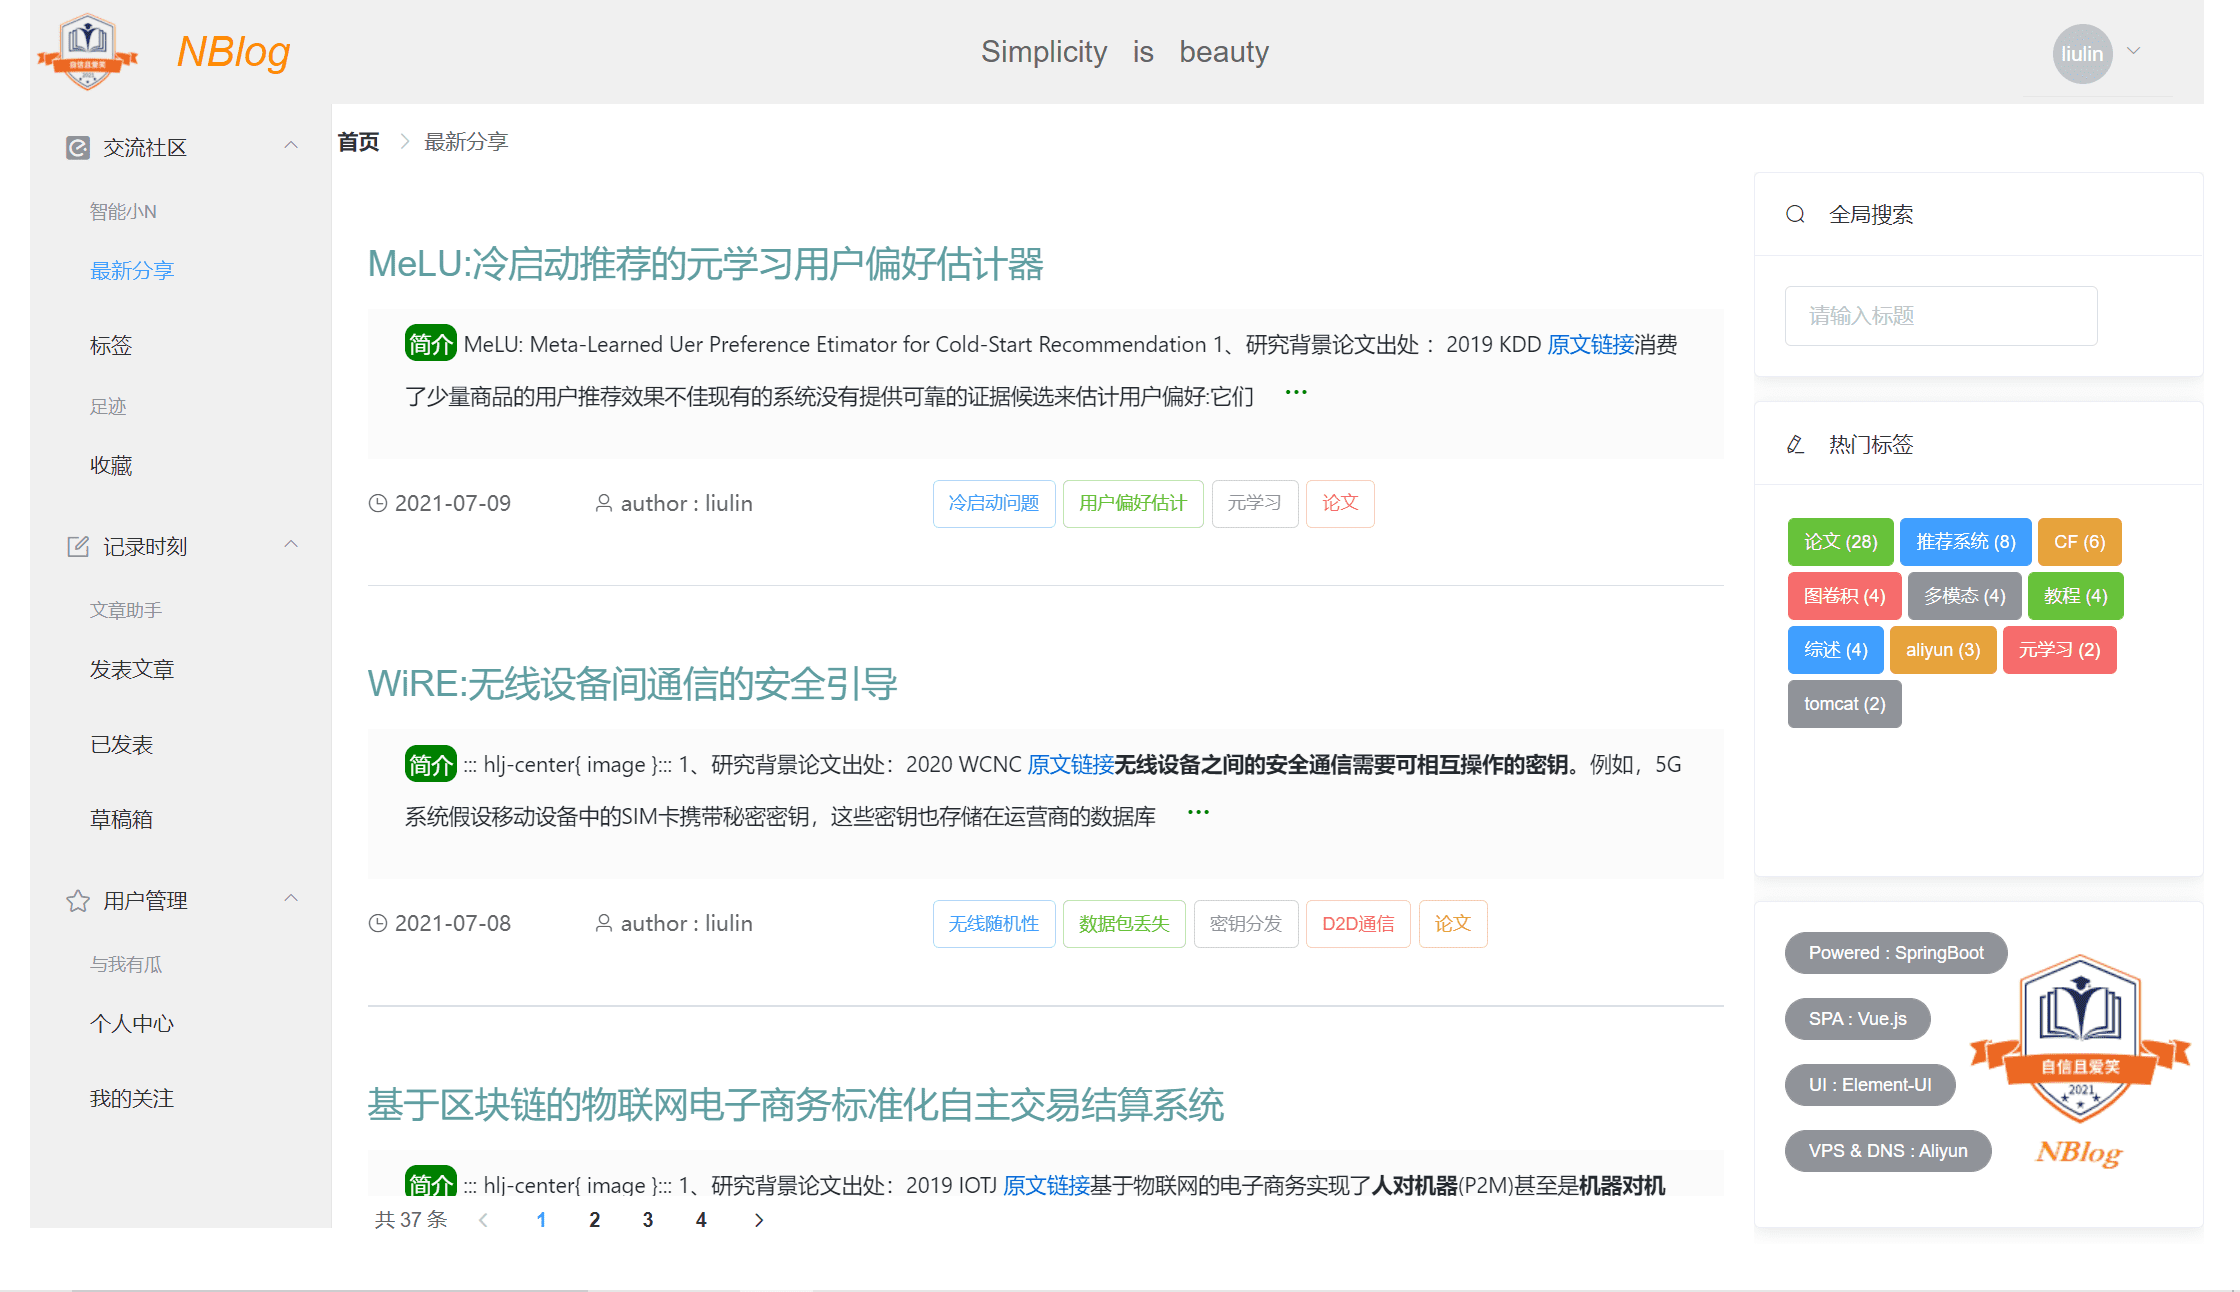 自信且爱笑
2021
NBlog
Simplicity is beauty
liulin
交流社区
智能小N
最新分享
标签
足迹
收藏
记录时刻
文章助手
发表文章
已发表
草稿箱
用户管理
与我有瓜
个人中心
我的关注
首页 > 最新分享
MeLU:冷启动推荐的元学习用户偏好估计器
简介 MeLU: Meta-Learned Uer Preference Etimator for Cold-Start Recommendation 1、研究背景论文出处 ：2019 KDD 原文链接消费
了少量商品的用户推荐效果不佳现有的系统没有提供可靠的证据候选来估计用户偏好:它们 ···
2021-07-09 author : liulin 冷启动问题 用户偏好估计 元学习 论文
WiRE:无线设备间通信的安全引导
简介 ::: hlj-center{ image }::: 1、研究背景论文出处：2020 WCNC 原文链接无线设备之间的安全通信需要可相互操作的密钥。例如，5G
系统假设移动设备中的SIM卡携带秘密密钥，这些密钥也存储在运营商的数据库 ···
2021-07-08 author : liulin 无线随机性 数据包丢失 密钥分发 D2D通信 论文
基于区块链的物联网电子商务标准化自主交易结算系统
简介 ::: hlj-center{ image }::: 1、研究背景论文出处：2019 IOTJ 原文链接基于物联网的电子商务实现了人对机器(P2M)甚至是机器对机
共 37 条 < 1 2 3 4 >
全局搜索
请输入标题
热门标签
论文 (28) 推荐系统 (8) CF (6)
图卷积 (4) 多模态 (4) 教程 (4)
综述 (4) aliyun (3) 元学习 (2)
tomcat (2)
Powered : SpringBoot
SPA : Vue.js
UI : Element-UI
VPS & DNS : Aliyun
自信且爱笑
2021
NBlog